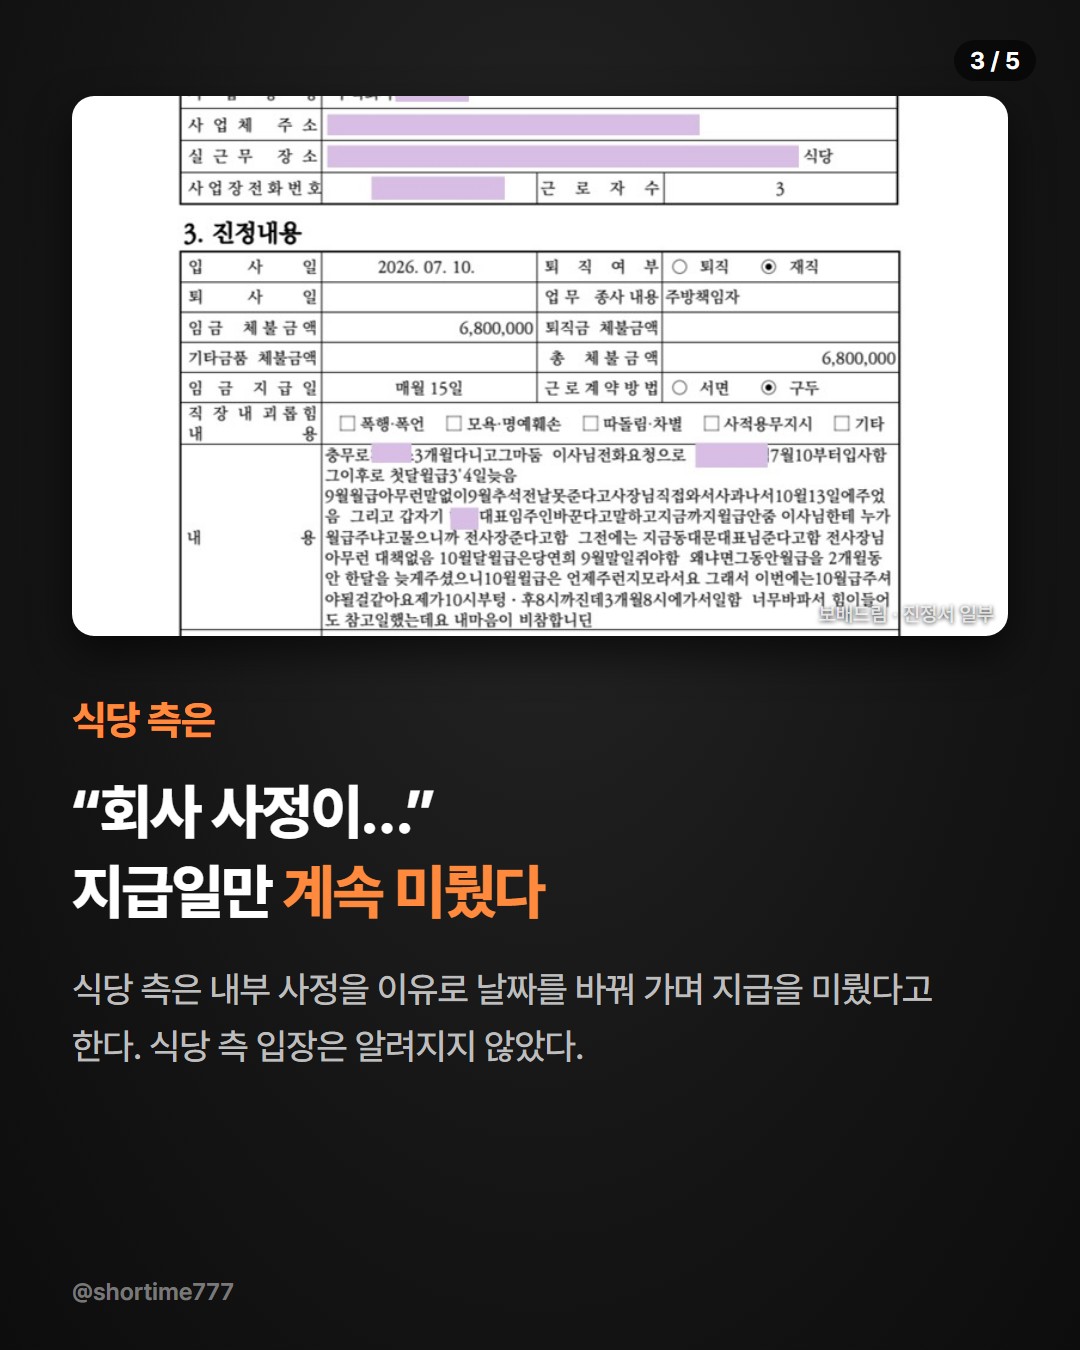 3 / 5
사 업 체 주 소
실 근 무 장 소 식당
사업장전화번호 근 로 자 수 3
3. 진정내용
입 사 일 2026. 07. 10. 퇴 직 여 부 ○ 퇴직 ◉ 재직
퇴 사 일 업무 종사 내용 주방책임자
임금 체불금액 6,800,000 퇴직금 체불금액
기타금품 체불금액 총 체불금액 6,800,000
임 금 지 급 일 매월 15일 근로계약방법 ○ 서면 ◉ 구두
직 장 내 괴롭힘
내 용 □ 폭행·폭언 □ 모욕·명예훼손 □ 따돌림·차별 □ 사적용무지시 □ 기타
내 용
충무로 3개월다니고그마둠 이사님전화요청으로 7월10부터입사함
그이후로 첫달월급3'4일늦음
9월월급아무런말없이9월추석전날못준다고사장님직접와서사과나서10월13일에주었
음 그리고 갑자기 대표임주인바꾼다고말하고지금까지월급안줌 이사님한테 누가
월급주냐고물으니까 전사장준다고함 그전에는 지금동대문대표님준다고함 전사장님
아무런 대책없음 10월달월급은당연희 9월말일쥐야함 왜냐면그동안월급을 2개월동
안 한달을 늦게주셨으니10월월급은 언제주런지모라서요 그래서 이번에는10월급주셔
야될걸같아요제가10시부텅·후8시까진데3개월8시에가서일함 너무바파서 힘이들어
도 참고일했는데요 내마음이 비참합니딘
보배드림 · 진정서 일부
식당 측은
“회사 사정이…”
지급일만 계속 미뤘다
식당 측은 내부 사정을 이유로 날짜를 바꿔 가며 지급을 미뤘다고
한다. 식당 측 입장은 알려지지 않았다.
@shortime777